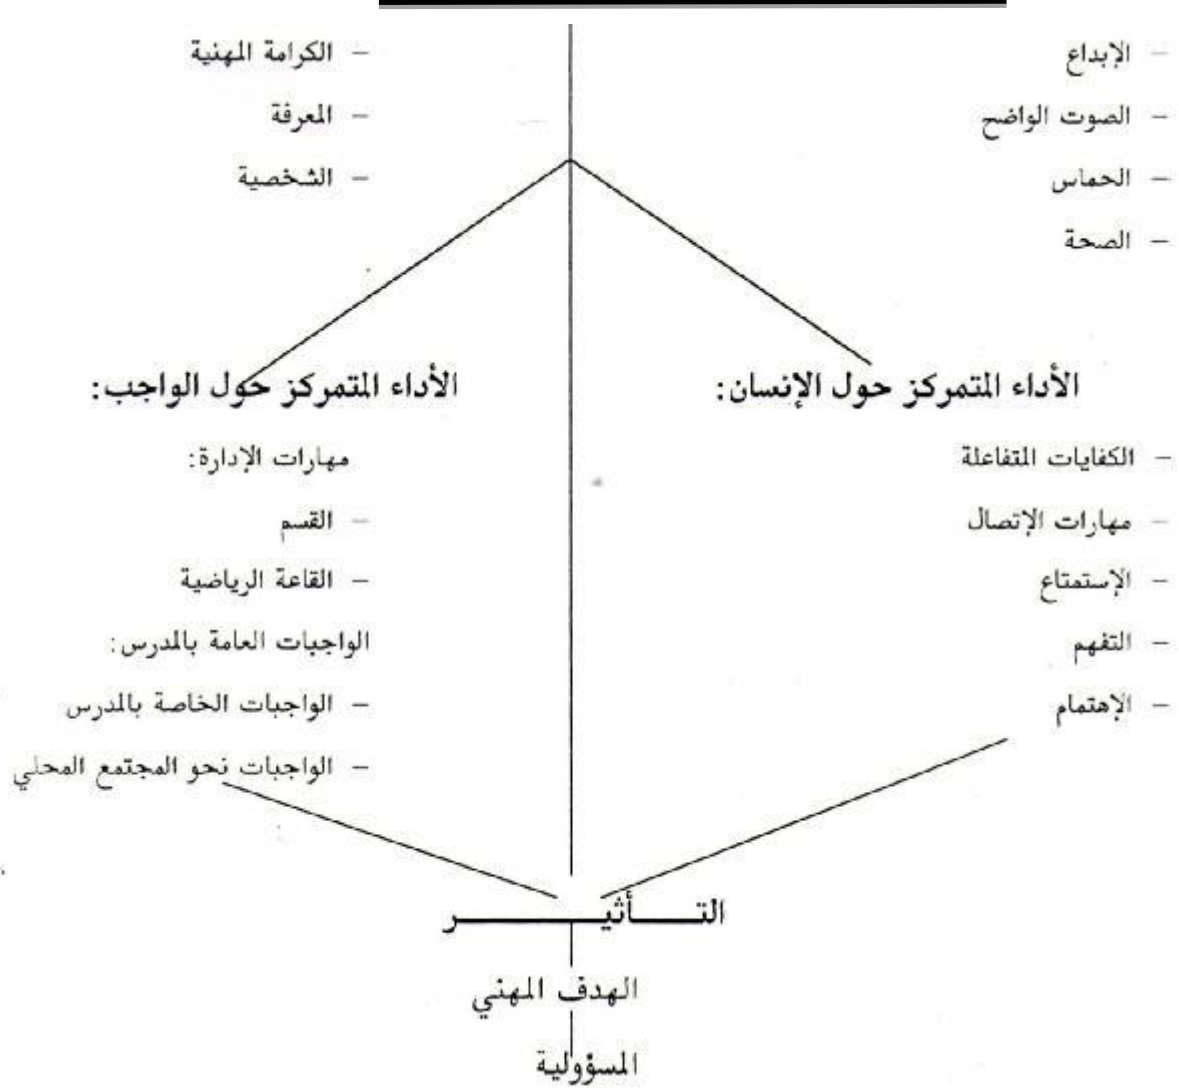 – الإبداع
– الصوت الواضح
– الحماس
– الصحة
– الكرامة المهنية
– المعرفة
– الشخصية
الأداء المتمركز حول الإنسان:
– الكفايات المتفاعلة
– مهارات الإتصال
– الإستمتاع
– التفهم
– الإهتمام
الأداء المتمركز حول الواجب:
مهارات الإدارة:
– القسم
– القاعة الرياضية
الواجبات العامة بالمدرس:
– الواجبات الخاصة بالمدرس
– الواجبات نحو المجتمع المحلي
التــــأثيــــــــر
الهدف المهني
المسؤولية